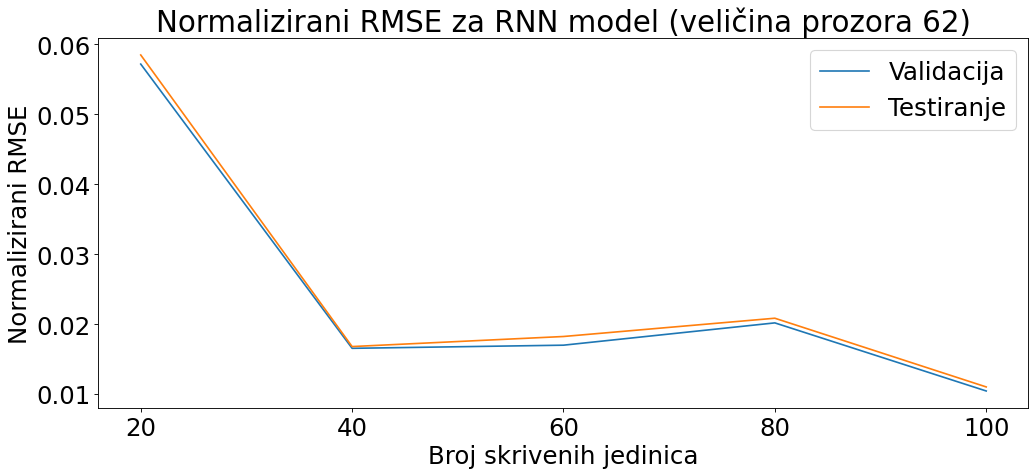 Normalizirani RMSE za RNN model (veličina prozora 62)
Validacija
Testiranje
Normalizirani RMSE
0.06
0.05
0.04
0.03
0.02
0.01
20 40 60 80 100
Broj skrivenih jedinica